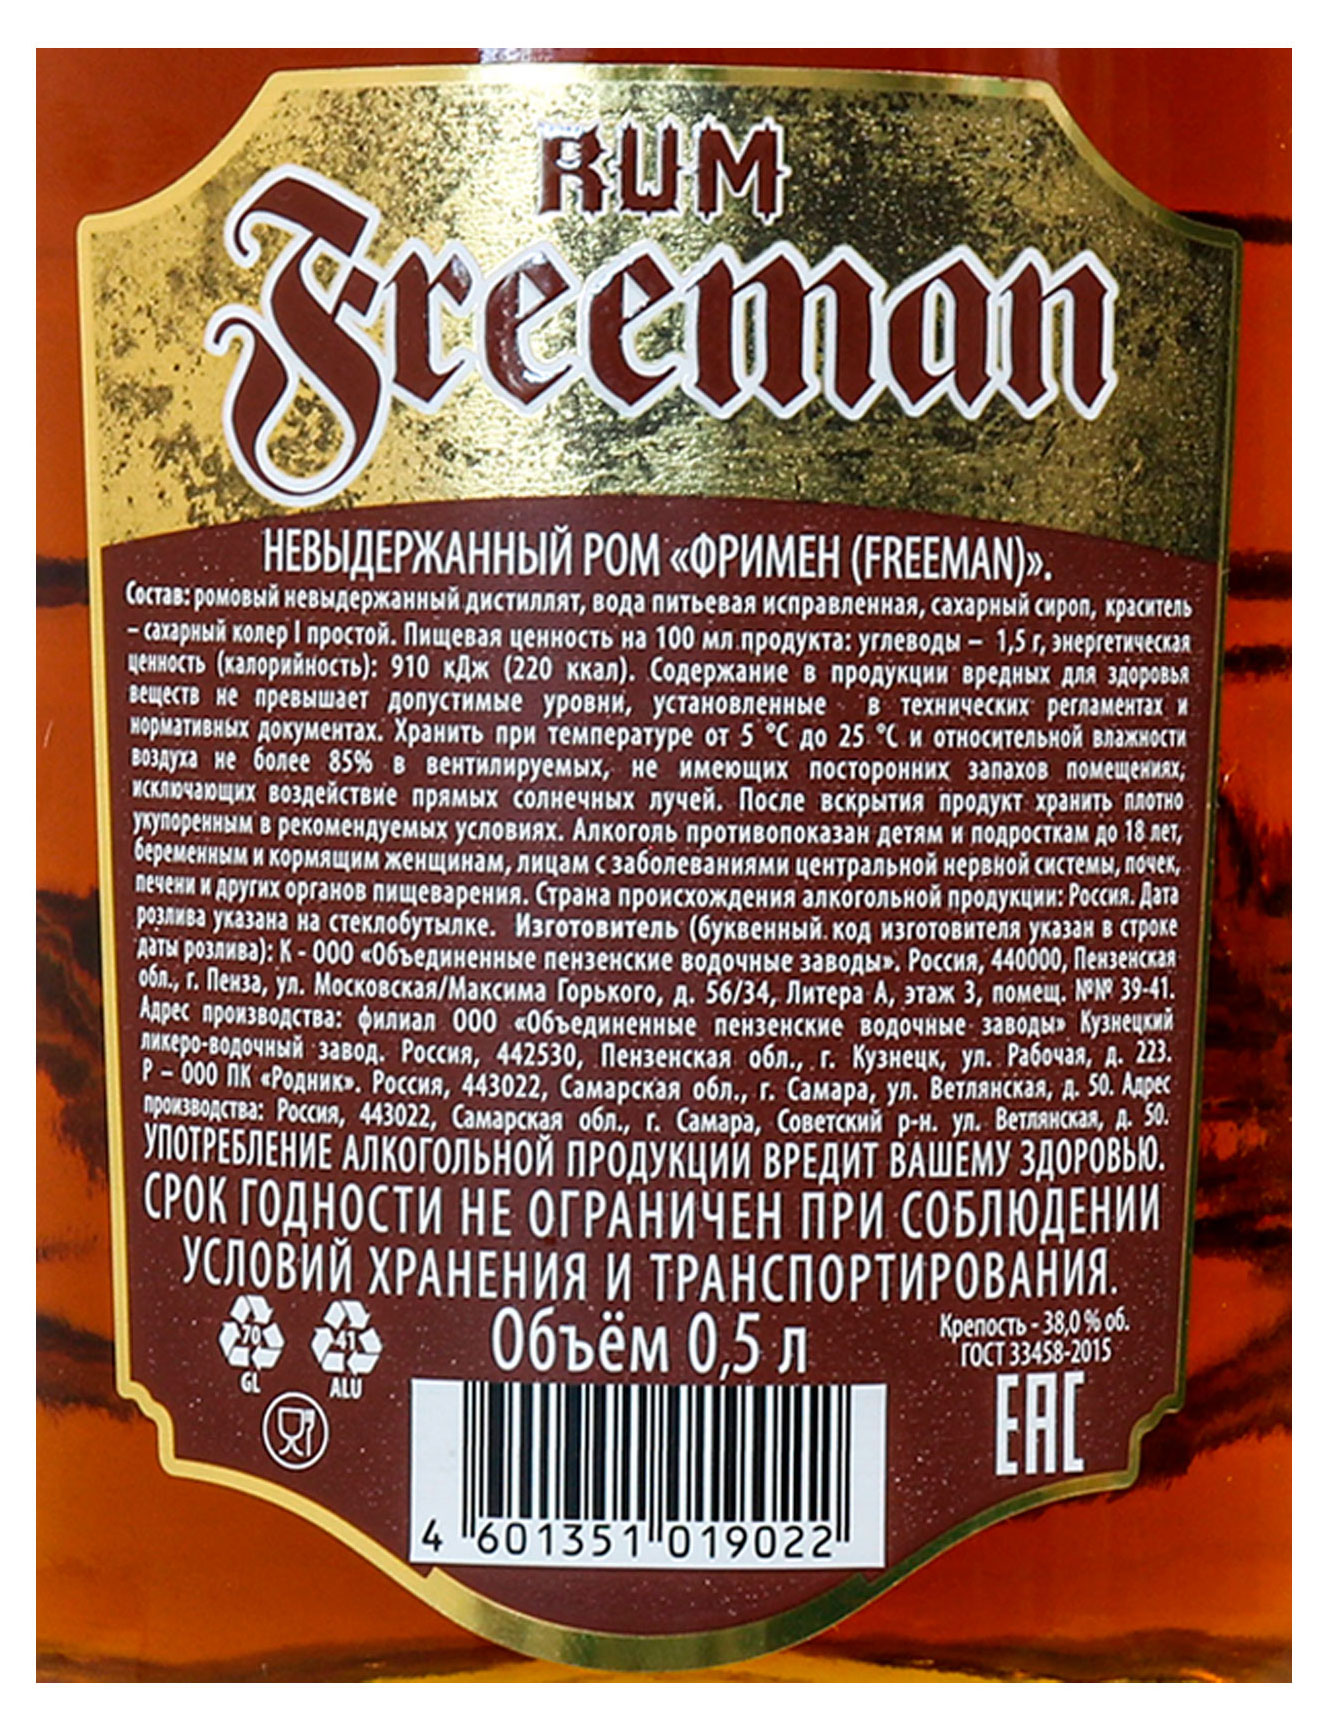 RUM
Freeman
НЕВЫДЕРЖАННЫЙ РОМ «ФРИМЕН (FREEMAN)».
Состав: ромовый невыдержанный дистиллят, вода питьевая исправленная, сахарный сироп, краситель
– сахарный колер I простой. Пищевая ценность на 100 мл продукта: углеводы – 1,5 г, энергетическая
ценность (калорийность): 910 кДж (220 ккал). Содержание в продукции вредных для здоровья
веществ не превышает допустимые уровни, установленные в технических регламентах и
нормативных документах. Хранить при температуре от 5 °С до 25 °С и относительной влажности
воздуха не более 85% в вентилируемых, не имеющих посторонних запахов помещениях,
исключающих воздействие прямых солнечных лучей. После вскрытия продукт хранить плотно
укупоренным в рекомендуемых условиях. Алкоголь противопоказан детям и подросткам до 18 лет,
беременным и кормящим женщинам, лицам с заболеваниями центральной нервной системы, почек,
печени и других органов пищеварения. Страна происхождения алкогольной продукции: Россия. Дата
розлива указана на стеклобутылке. Изготовитель (буквенный код изготовителя указан в строке
даты розлива): К - ООО «Объединенные пензенские водочные заводы». Россия, 440000, Пензенская
обл., г. Пенза, ул. Московская/Максима Горького, д. 56/34, Литера А, этаж 3, помещ. №№ 39-41.
Адрес производства: филиал ООО «Объединенные пензенские водочные заводы» Кузнецкий
ликеро-водочный завод. Россия, 442530, Пензенская обл., г. Кузнецк, ул. Рабочая, д. 223.
Р – ООО ПК «Родник». Россия, 443022, Самарская обл., г. Самара, ул. Ветлянская, д. 50. Адрес
производства: Россия, 443022, Самарская обл., г. Самара, Советский р-н. ул. Ветлянская, д. 50.
УПОТРЕБЛЕНИЕ АЛКОГОЛЬНОЙ ПРОДУКЦИИ ВРЕДИТ ВАШЕМУ ЗДОРОВЬЮ.
СРОК ГОДНОСТИ НЕ ОГРАНИЧЕН ПРИ СОБЛЮДЕНИИ
УСЛОВИЙ ХРАНЕНИЯ И ТРАНСПОРТИРОВАНИЯ.
70
GL
41
ALU
Объём 0,5 л
Крепость - 38,0 % об.
ГОСТ 33458-2015
EAC
4 601351 019022